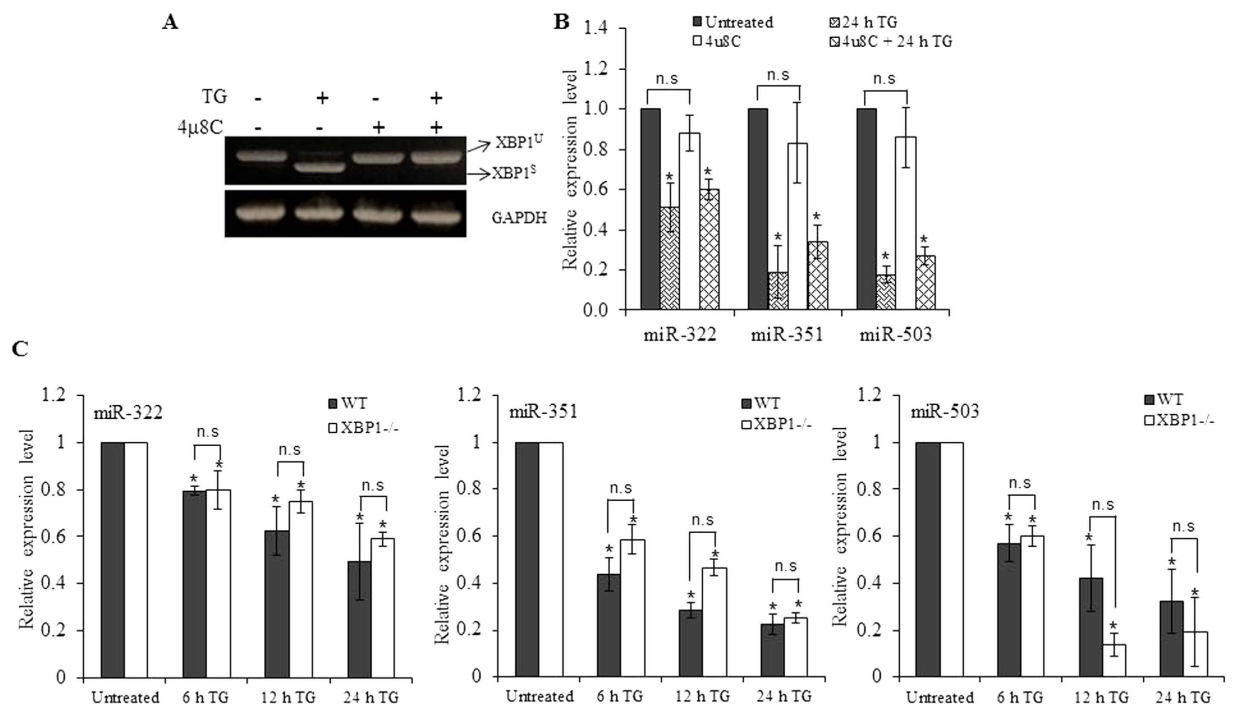 A
TG - + - +
4μ8C - - + +
XBP1U
XBP1S
GAPDH
B
Untreated 24 h TG
4u8C 4u8C + 24 h TG
Relative expression level
1.4
1.2
1.0
0.8
0.6
0.4
0.2
0.0
n.s n.s n.s
* * * * * *
miR-322 miR-351 miR-503
C
miR-322
WT
XBP1-/-
Relative expression level
1.2
1
0.8
0.6
0.4
0.2
0
n.s n.s n.s
* * * * * *
Untreated 6 h TG 12 h TG 24 h TG
miR-351
WT
XBP1-/-
Relative expression level
1.2
1
0.8
0.6
0.4
0.2
0
n.s n.s n.s
* * * * * *
Untreated 6 h TG 12 h TG 24 h TG
miR-503
WT
XBP1-/-
Relative expression level
1.2
1
0.8
0.6
0.4
0.2
0
n.s n.s n.s
* * * * * *
Untreated 6 h TG 12 h TG 24 h TG